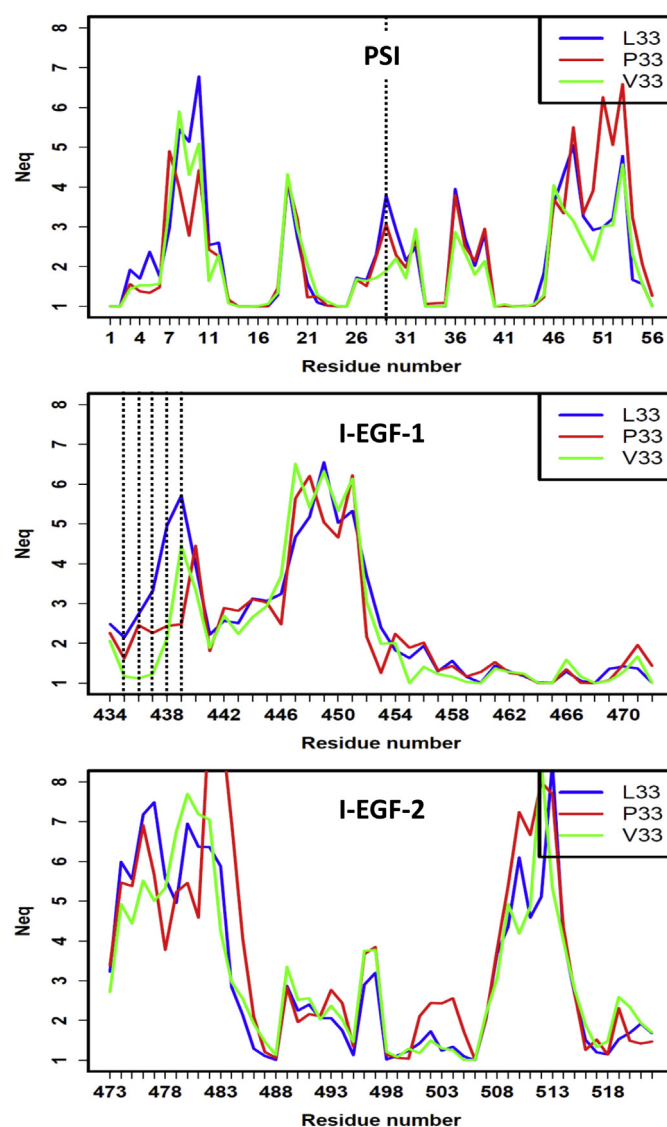 PSI
L33
P33
V33
Neq
8
7
6
5
4
3
2
1
1 4 7 11 16 21 26 31 36 41 46 51 56
Residue number
I-EGF-1
L33
P33
V33
Neq
8
7
6
5
4
3
2
1
434 438 442 446 450 454 458 462 466 470
Residue number
I-EGF-2
L33
P33
V33
Neq
8
7
6
5
4
3
2
1
473 478 483 488 493 498 503 508 513 518
Residue number